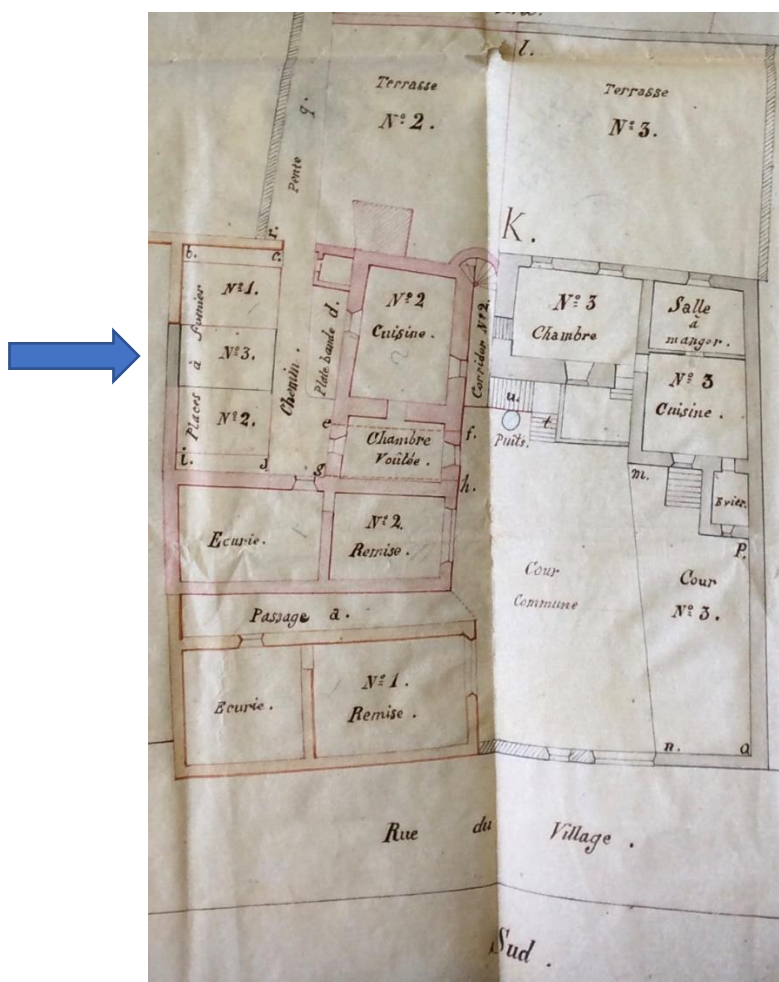 l.
Terrasse
N° 2.
Terrasse
N° 3.
Pente q.
K.
r.
b.
c.
N° 1.
N° 3.
N° 2.
Places à fumier
i.
j
Chemin.
Plate bande d.
N° 2
Cuisine.
Corridor N° 2.
N° 3
Chambre
Salle
à
manger.
N° 3
Cuisine.
u.
t.
Puits.
e
f.
Chambre
Voûtée.
g
h.
m.
Evier.
p.
Ecurie.
N° 2.
Remise.
Cour
Commune
Cour
N° 3.
Passage a.
Ecurie.
N° 1.
Remise.
n.
o
Rue du Village.
Sud.